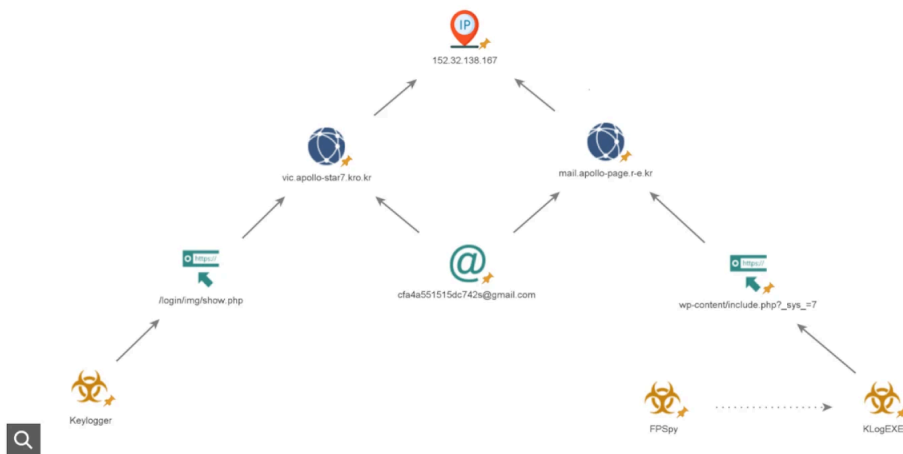 IP
152.32.138.167
vic.apollo-star7.kro.kr
mail.apollo-page.r-e.kr
https://
/login/img/show.php
@
cfa4a551515dc742s@gmail.com
https://
wp-content/include.php?_sys_=7
Keylogger
FPSpy
KLogEXE